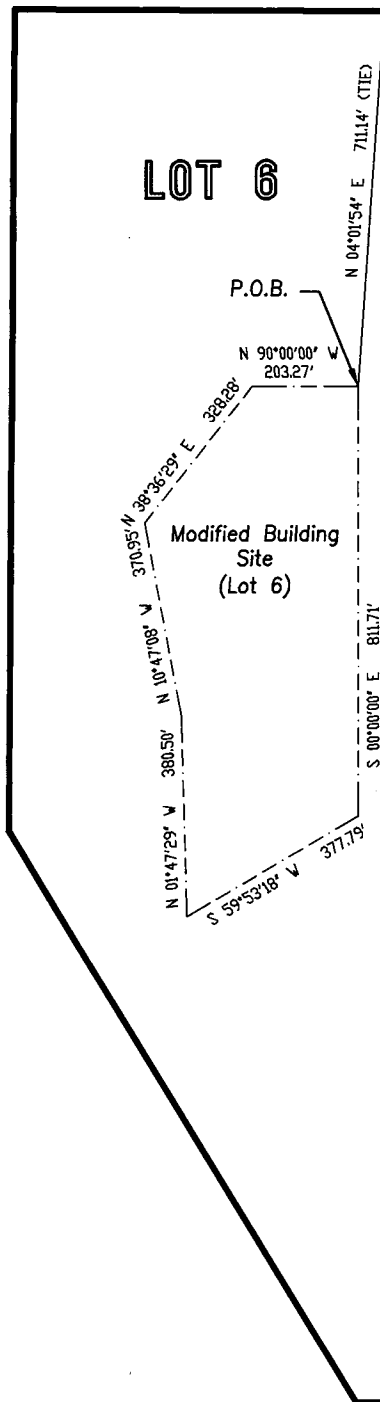 N 04°01'54" E 711.14' (TIE)
LOT 6
P.O.B.
N 90°00'00" W
203.27'
N 38°36'29" E 328.28'
Modified Building
Site
(Lot 6)
N 10°47'08" W 370.95'
S 00°00'00" E 811.71'
N 01°47'29" W 380.50'
S 59°53'18" W 377.79'